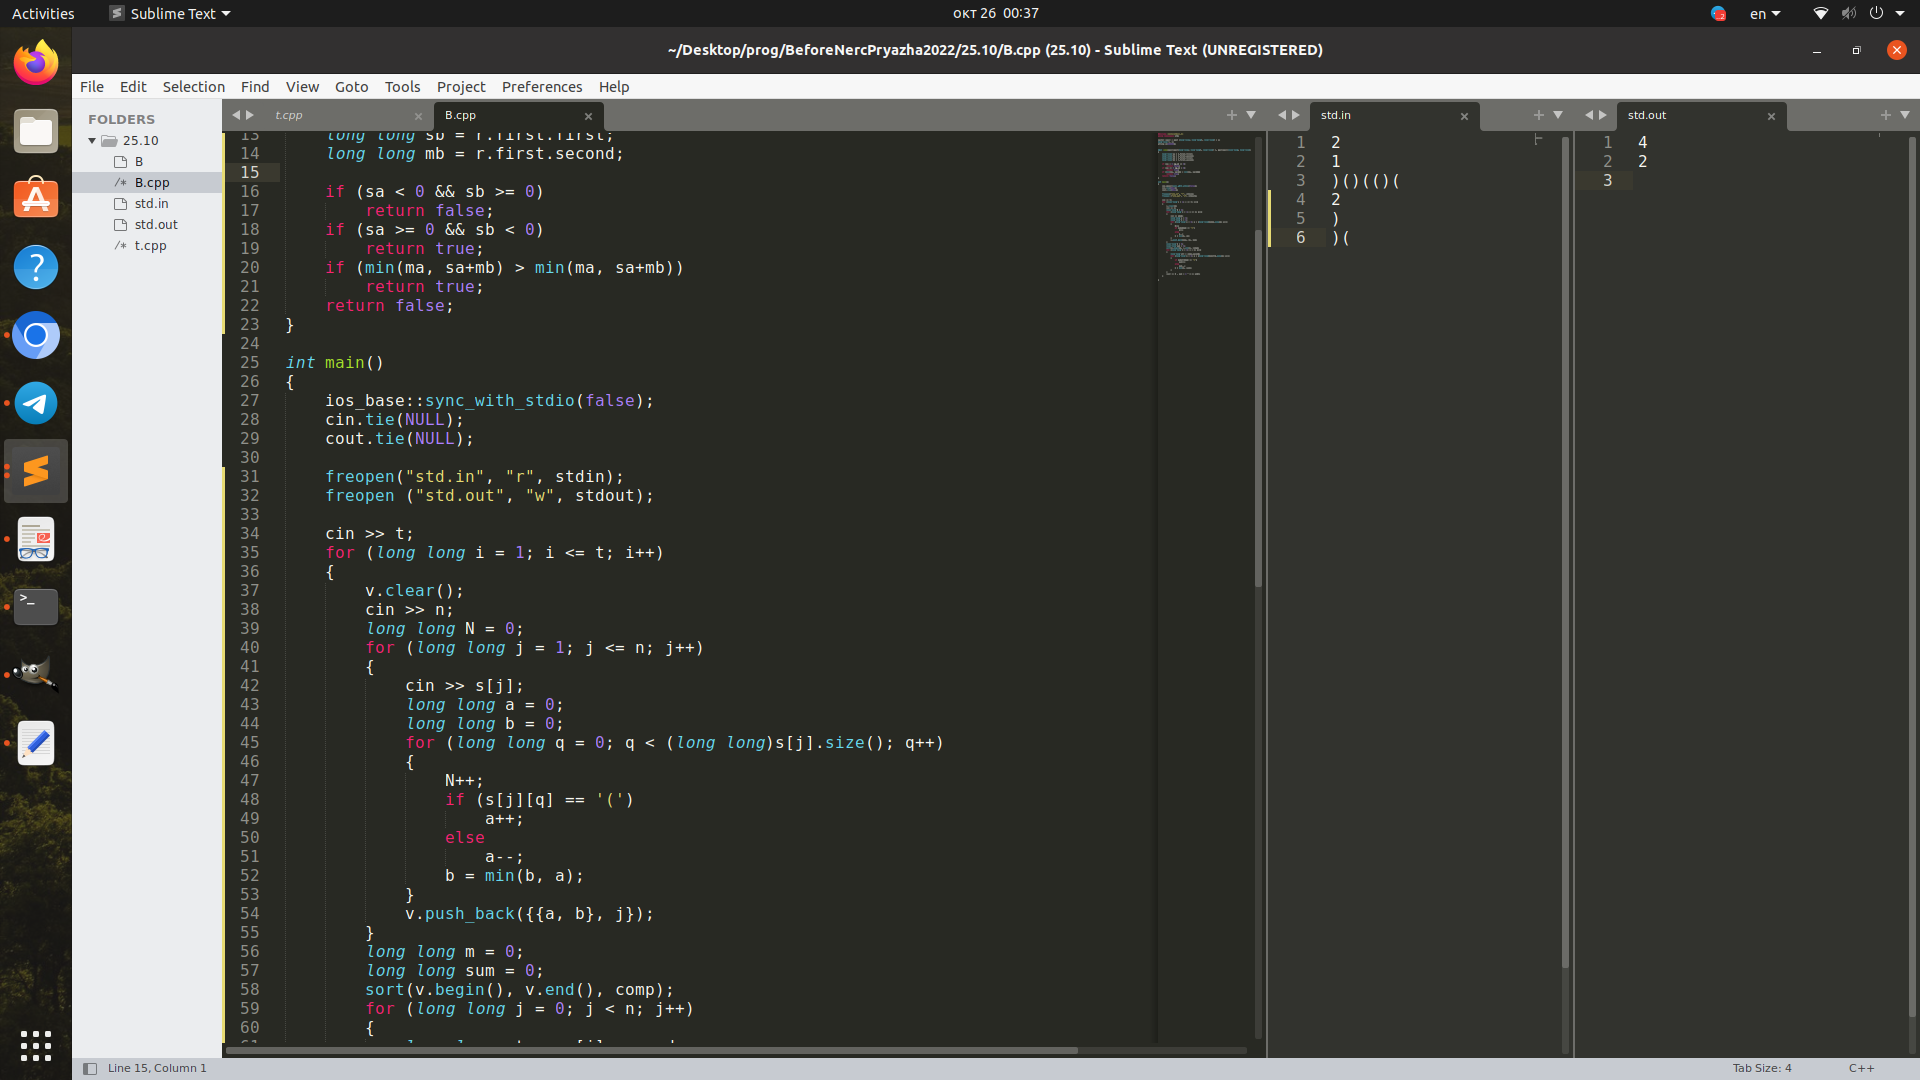 Activities
Sublime Text
окт 26 00:37
en
~/Desktop/prog/BeforeNercPryazha2022/25.10/B.cpp (25.10) - Sublime Text (UNREGISTERED)
File Edit Selection Find View Goto Tools Project Preferences Help
FOLDERS
25.10
B
B.cpp
std.in
std.out
t.cpp
t.cpp
B.cpp
13 long long sb = r.first.first;
14 long long mb = r.first.second;
15
16 if (sa < 0 && sb >= 0)
17 return false;
18 if (sa >= 0 && sb < 0)
19 return true;
20 if (min(ma, sa+mb) > min(ma, sa+mb))
21 return true;
22 return false;
23 }
24
25 int main()
26 {
27 ios_base::sync_with_stdio(false);
28 cin.tie(NULL);
29 cout.tie(NULL);
30
31 freopen("std.in", "r", stdin);
32 freopen ("std.out", "w", stdout);
33
34 cin >> t;
35 for (long long i = 1; i <= t; i++)
36 {
37 v.clear();
38 cin >> n;
39 long long N = 0;
40 for (long long j = 1; j <= n; j++)
41 {
42 cin >> s[j];
43 long long a = 0;
44 long long b = 0;
45 for (long long q = 0; q < (long long)s[j].size(); q++)
46 {
47 N++;
48 if (s[j][q] == '(')
49 a++;
50 else
51 a--;
52 b = min(b, a);
53 }
54 v.push_back({{a, b}, j});
55 }
56 long long m = 0;
57 long long sum = 0;
58 sort(v.begin(), v.end(), comp);
59 for (long long j = 0; j < n; j++)
60 {
std.in
1 2
2 1
3 )()(()(
4 2
5 )
6 )(
std.out
1 4
2 2
3
Line 15, Column 1
Tab Size: 4
C++